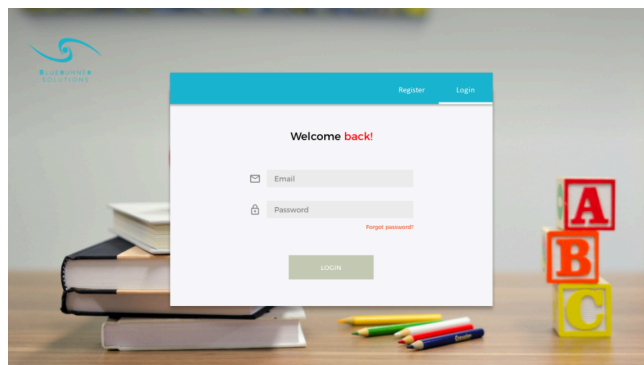 BLUERUNNER
SOLUTIONS
Register
Login
Welcome back!
Email
Password
Forgot password?
LOGIN
A
B
C